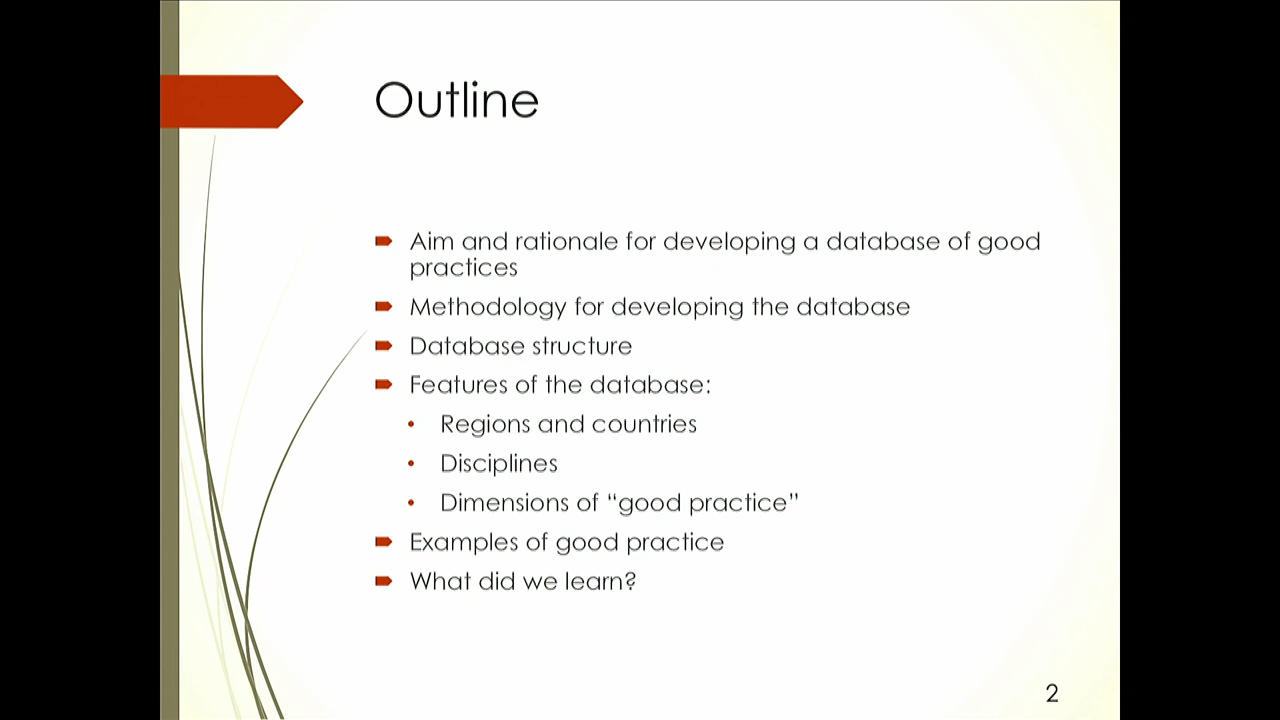 Outline
Aim and rationale for developing a database of good
practices
Methodology for developing the database
Database structure
Features of the database:
Regions and countries
Disciplines
Dimensions of “good practice”
Examples of good practice
What did we learn?
2